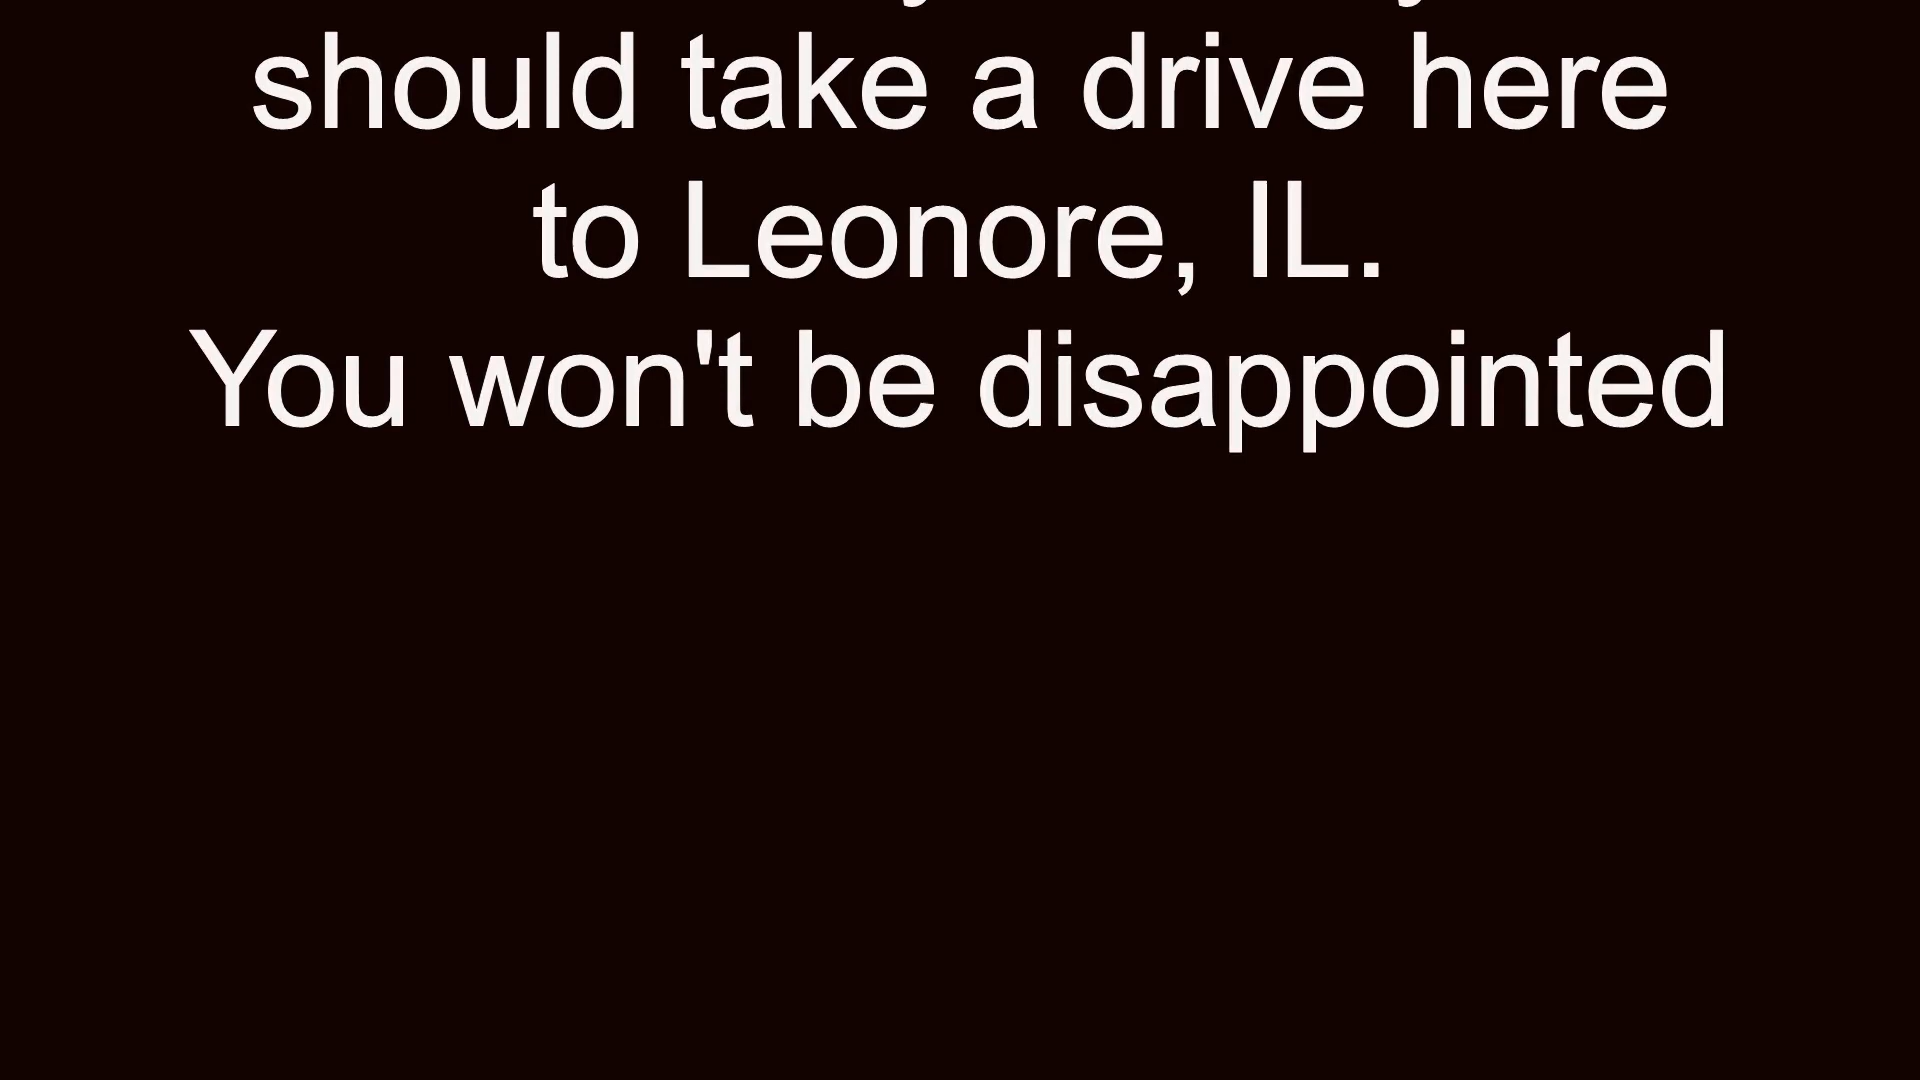 should take a drive here
to Leonore, IL.
You won't be disappointed